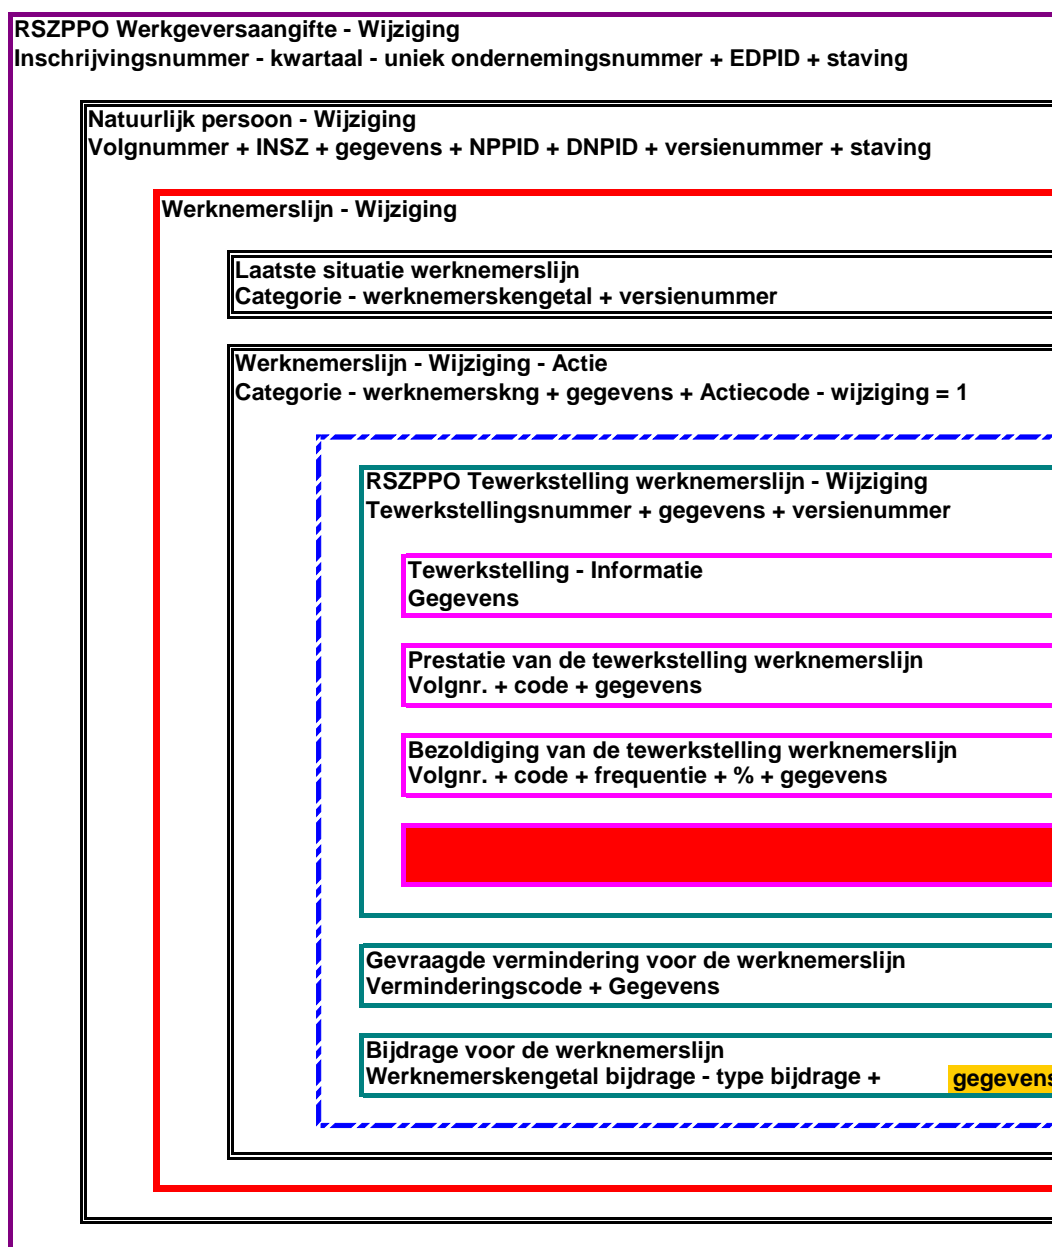 RSZPPO Werkgeversaangifte - Wijziging
Inschrijvingsnummer - kwartaal - uniek ondernemingsnummer + EDPID + staving
Natuurlijk persoon - Wijziging
Volgnummer + INSZ + gegevens + NPPID + DNPID + versienummer + staving
Werknemerslijn - Wijziging
Laatste situatie werknemerslijn
Categorie - werknemerskengetal + versienummer
Werknemerslijn - Wijziging - Actie
Categorie - werknemerskng + gegevens + Actiecode - wijziging = 1
RSZPPO Tewerkstelling werknemerslijn - Wijziging
Tewerkstellingsnummer + gegevens + versienummer
Tewerkstelling - Informatie
Gegevens
Prestatie van de tewerkstelling werknemerslijn
Volgnr. + code + gegevens
Bezoldiging van de tewerkstelling werknemerslijn
Volgnr. + code + frequentie + % + gegevens
Gevraagde vermindering voor de werknemerslijn
Verminderingscode + Gegevens
Bijdrage voor de werknemerslijn
Werknemerskengetal bijdrage - type bijdrage + gegevens